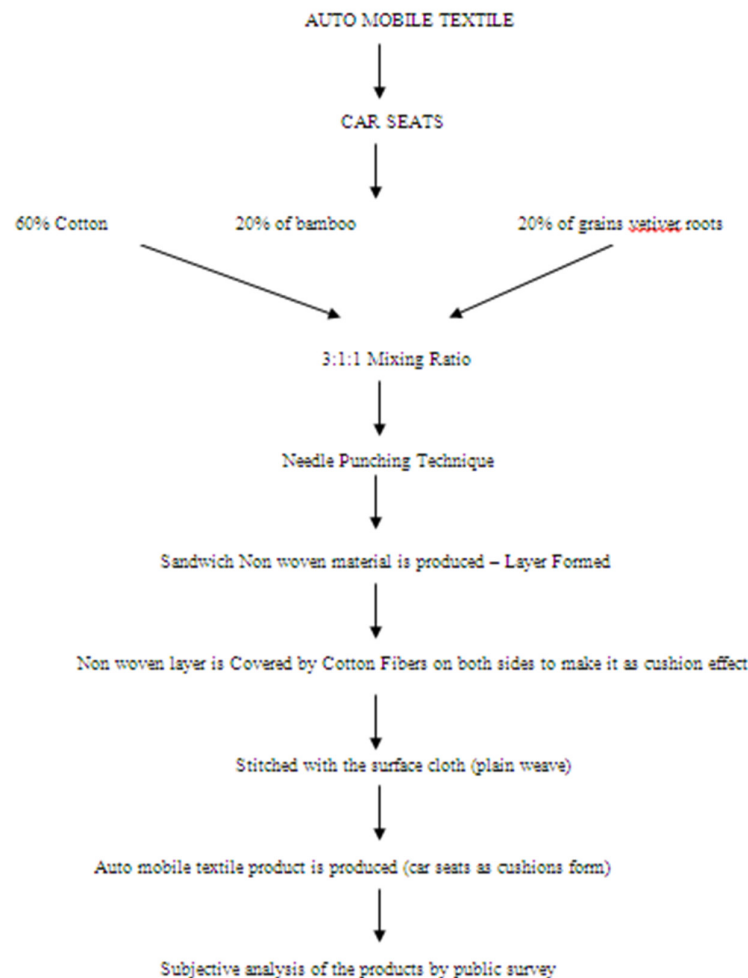 AUTO MOBILE TEXTILE
CAR SEATS
60% Cotton 20% of bamboo 20% of grains vetiver roots
3:1:1 Mixing Ratio
Needle Punching Technique
Sandwich Non woven material is produced – Layer Formed
Non woven layer is Covered by Cotton Fibers on both sides to make it as cushion effect
Stitched with the surface cloth (plain weave)
Auto mobile textile product is produced (car seats as cushions form)
Subjective analysis of the products by public survey